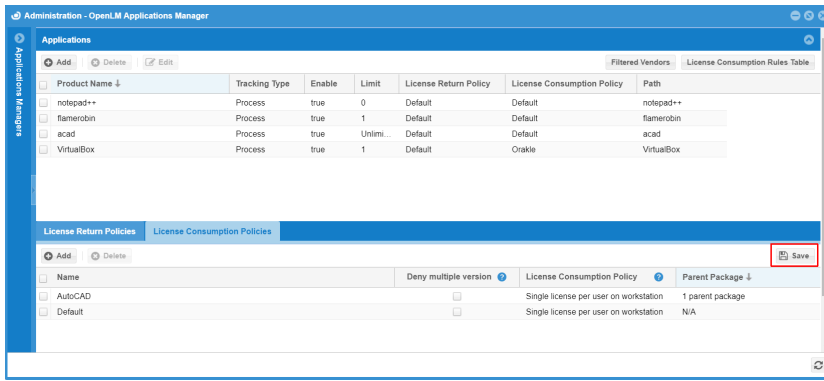 Administration - OpenLM Applications Manager
Applications Managers
Applications
Add Delete Edit Filtered Vendors License Consumption Rules Table
Product Name Tracking Type Enable Limit License Return Policy License Consumption Policy Path
notepad++ Process true 0 Default Default notepad++
flamerobin Process true 1 Default Default flamerobin
acad Process true Unlimi... Default Default acad
VirtualBox Process true 1 Default Orakle VirtualBox
License Return Policies License Consumption Policies
Add Delete Save
Name Deny multiple version ? License Consumption Policy ? Parent Package
AutoCAD Single license per user on workstation 1 parent package
Default Single license per user on workstation N/A